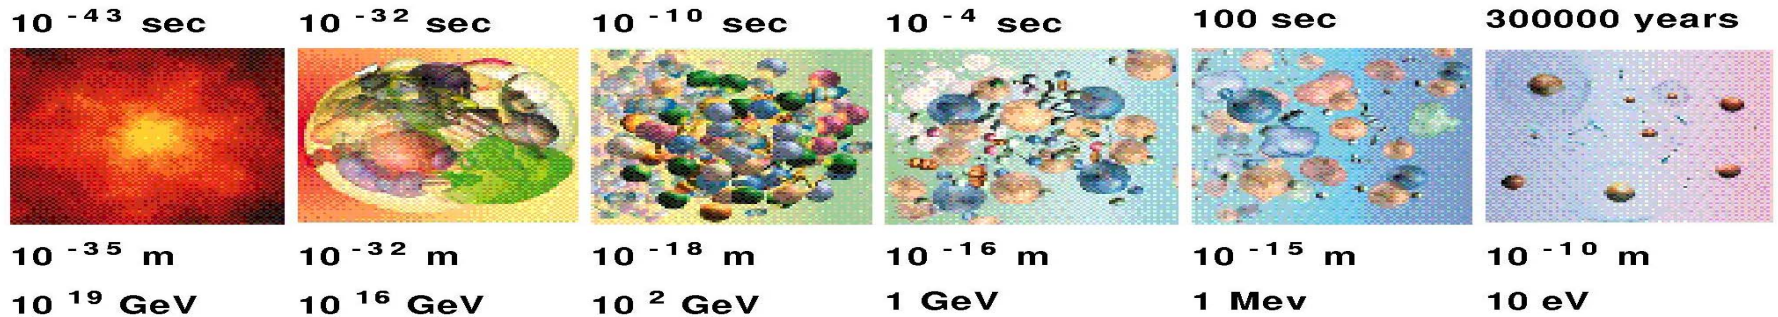 10 -43 sec 10 -32 sec 10 -10 sec 10 -4 sec 100 sec 300000 years
10 -35 m 10 -32 m 10 -18 m 10 -16 m 10 -15 m 10 -10 m
10 19 GeV 10 16 GeV 10 2 GeV 1 GeV 1 Mev 10 eV